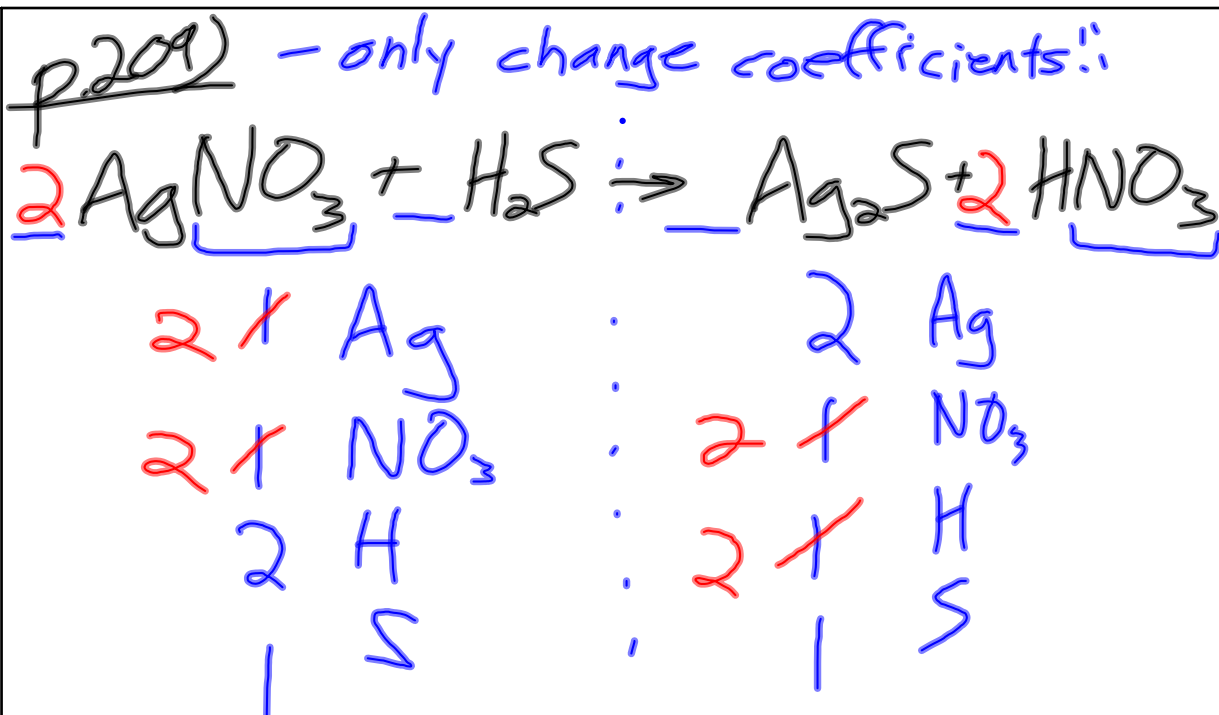 p.209) - only change coefficients!!
2 AgNO₃ + _ H₂S → _ Ag₂S + 2 HNO₃
2 1 Ag 2 Ag
2 1 NO₃ 2 1 NO₃
2 H 2 1 H
1 S 1 S